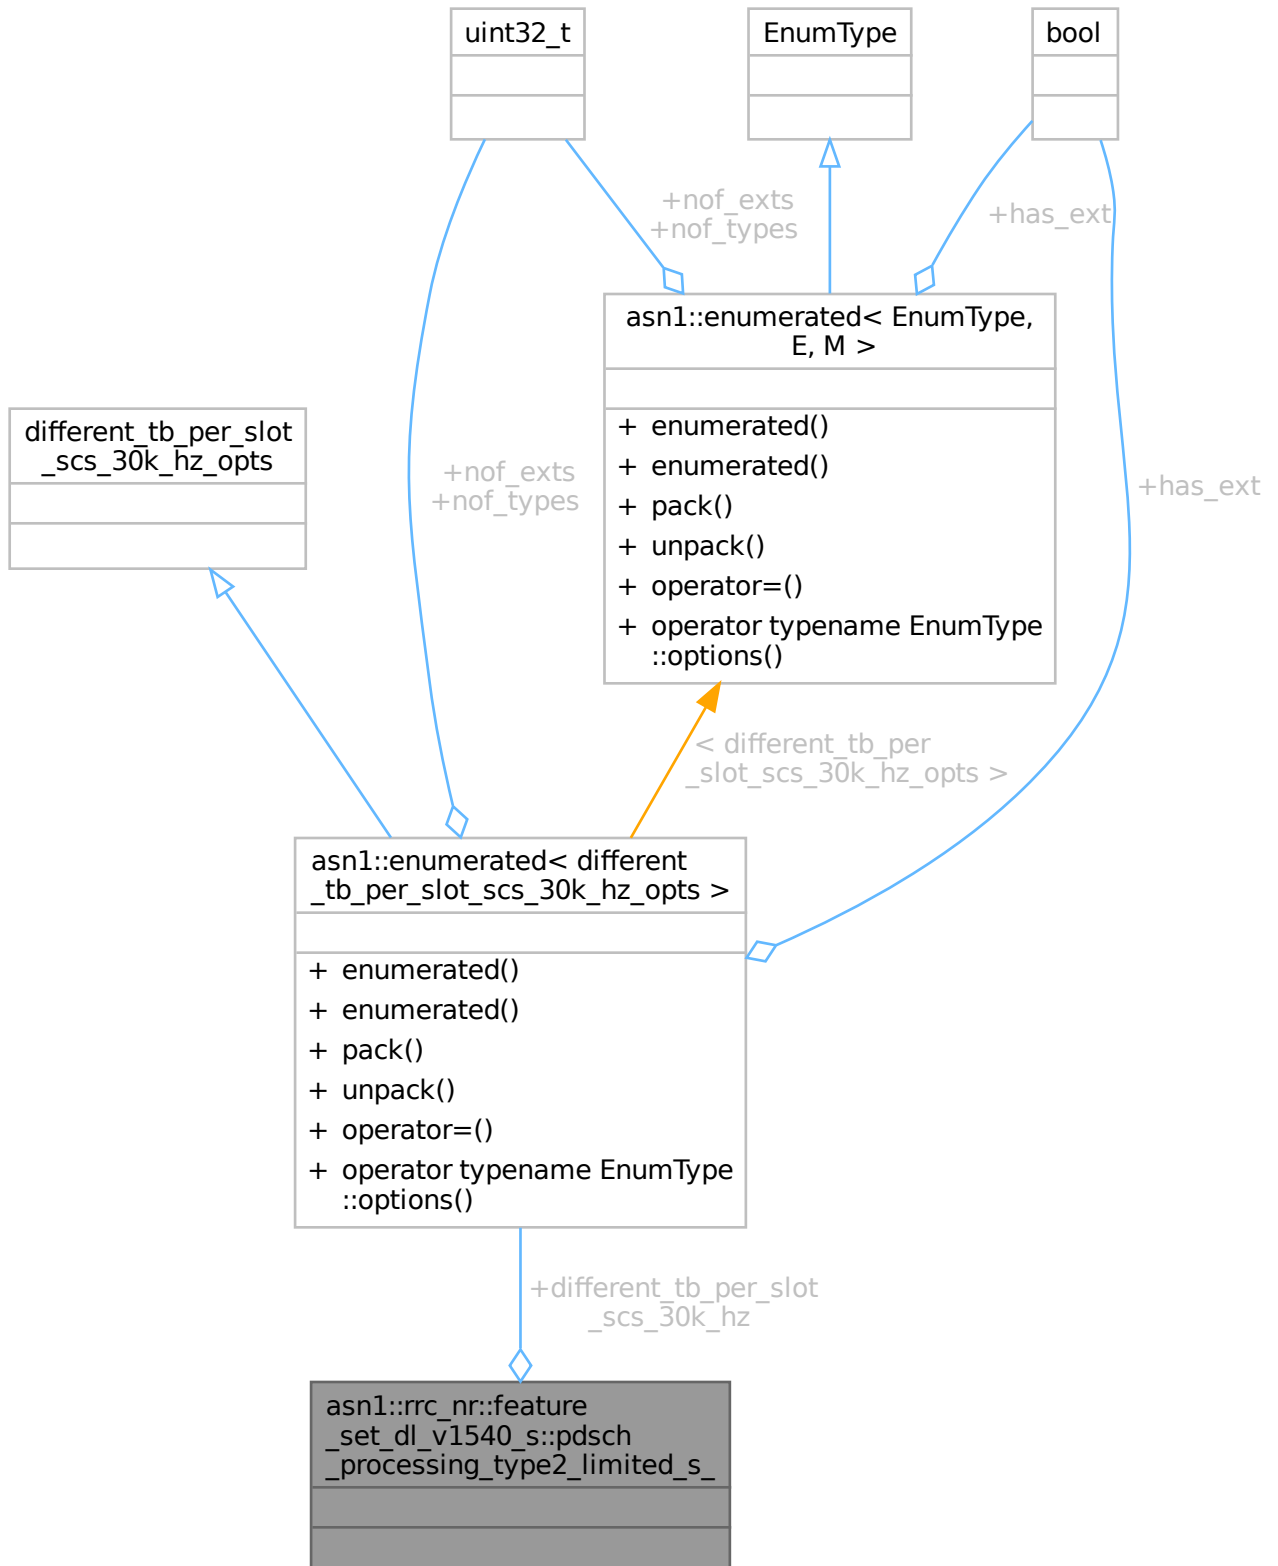 uint32_t
EnumType
bool
+nof_exts
+nof_types
+has_ext
asn1::enumerated< EnumType,
E, M >
+ enumerated()
+ enumerated()
+ pack()
+ unpack()
+ operator=()
+ operator typename EnumType
::options()
different_tb_per_slot
_scs_30k_hz_opts
+nof_exts
+nof_types
+has_ext
< different_tb_per
_slot_scs_30k_hz_opts >
asn1::enumerated< different
_tb_per_slot_scs_30k_hz_opts >
+ enumerated()
+ enumerated()
+ pack()
+ unpack()
+ operator=()
+ operator typename EnumType
::options()
+different_tb_per_slot
_scs_30k_hz
asn1::rrc_nr::feature
_set_dl_v1540_s::pdsch
_processing_type2_limited_s_